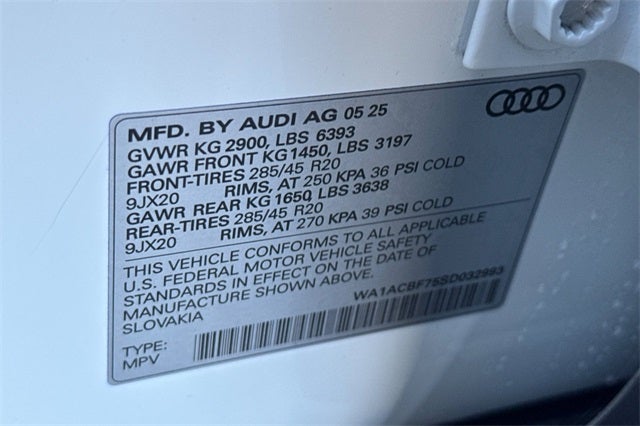 MFD. BY AUDI AG 05 25
GVWR KG 2900, LBS 6393
GAWR FRONT KG 1450, LBS 3197
FRONT-TIRES 285/45 R20
9JX20 RIMS, AT 250 KPA 36 PSI COLD
GAWR REAR KG 1650, LBS 3638
REAR-TIRES 285/45 R20
9JX20 RIMS, AT 270 KPA 39 PSI COLD
THIS VEHICLE CONFORMS TO ALL APPLICABLE
U.S. FEDERAL MOTOR VEHICLE SAFETY
STANDARDS IN EFFECT ON THE DATE OF
MANUFACTURE SHOWN ABOVE.
SLOVAKIA WA1ACBF75SD032993
TYPE:
MPV